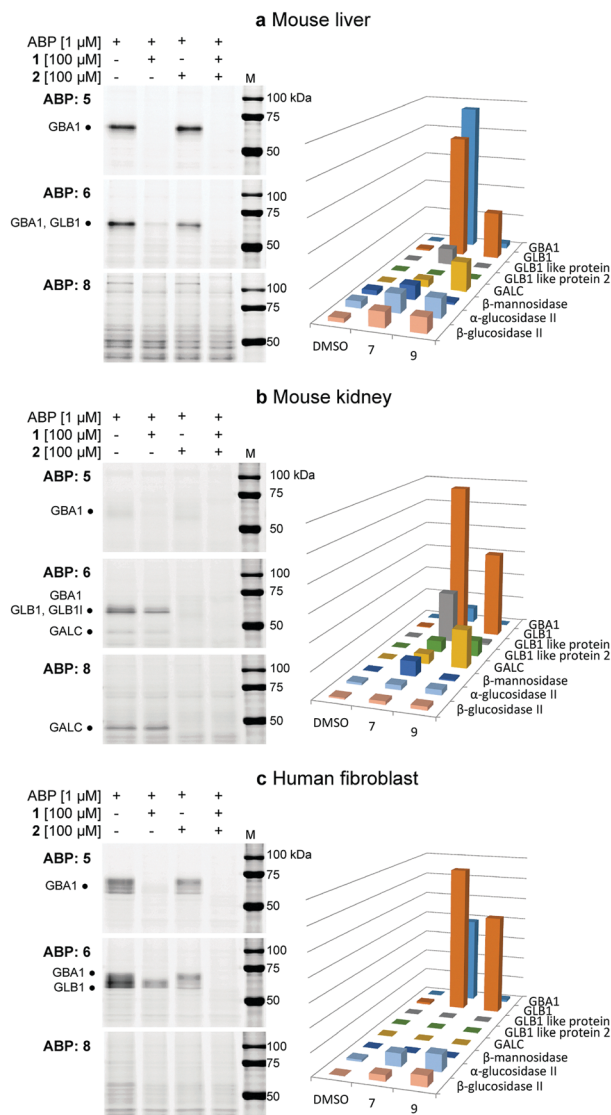 a Mouse liver
ABP [1 µM] + + + +
1 [100 µM] - + - +
2 [100 µM] - - + +
M
ABP: 5
GBA1 •
100 kDa
75
50
ABP: 6
GBA1, GLB1 •
100
75
50
ABP: 8
100
75
50
GBA1
GLB1
GLB1 like protein
GLB1 like protein 2
GALC
β-mannosidase
α-glucosidase II
β-glucosidase II
DMSO 7 9
b Mouse kidney
ABP [1 µM] + + + +
1 [100 µM] - + - +
2 [100 µM] - - + +
M
ABP: 5
GBA1 •
100 kDa
75
50
ABP: 6
GBA1
GLB1, GLB1l •
GALC •
100
75
50
ABP: 8
GALC •
100
75
50
GBA1
GLB1
GLB1 like protein
GLB1 like protein 2
GALC
β-mannosidase
α-glucosidase II
β-glucosidase II
DMSO 7 9
c Human fibroblast
ABP [1 µM] + + + +
1 [100 µM] - + - +
2 [100 µM] - - + +
M
ABP: 5
GBA1 •
100 kDa
75
50
ABP: 6
GBA1 •
GLB1 •
100
75
50
ABP: 8
100
75
50
GBA1
GLB1
GLB1 like protein
GLB1 like protein 2
GALC
β-mannosidase
α-glucosidase II
β-glucosidase II
DMSO 7 9